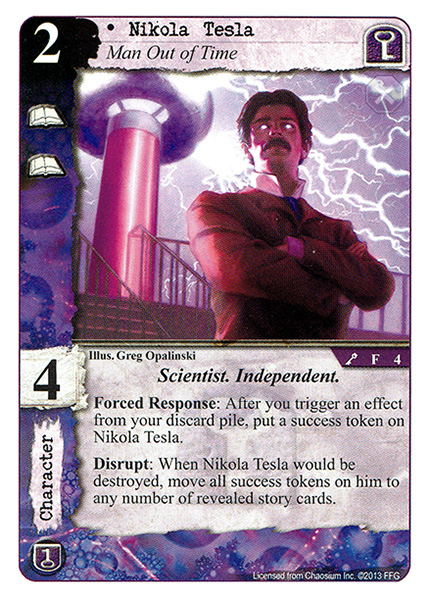 2
• Nikola Tesla
Man Out of Time
Illus. Greg Opalinski
F 4
4
Scientist. Independent.
Forced Response: After you trigger an effect
from your discard pile, put a success token on
Nikola Tesla.
Disrupt: When Nikola Tesla would be
destroyed, move all success tokens on him to
any number of revealed story cards.
Character
1
Licensed from Chaosium Inc. ©2013 FFG